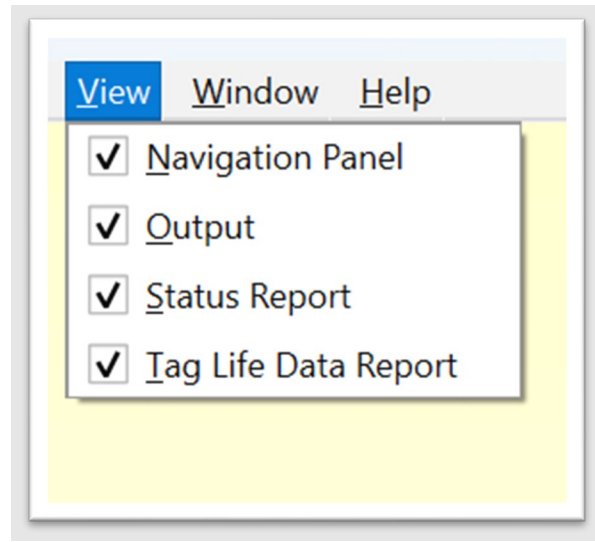 View Window Help
Navigation Panel
Output
Status Report
Tag Life Data Report